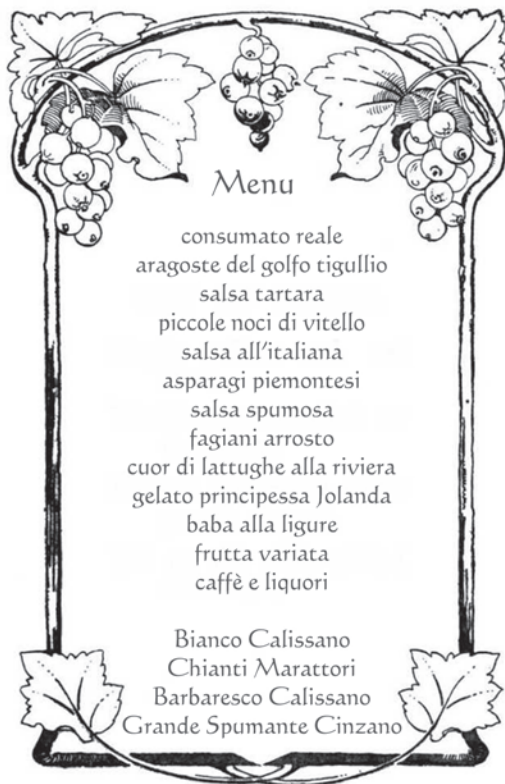 Menu
consumato reale
aragoste del golfo tigullio
salsa tartara
piccole noci di vitello
salsa all'italiana
asparagi piemontesi
salsa spumosa
fagiani arrosto
cuor di lattughe alla riviera
gelato principessa Jolanda
baba alla ligure
frutta variata
caffè e liquori
Bianco Calissano
Chianti Marattori
Barbaresco Calissano
Grande Spumante Cinzano